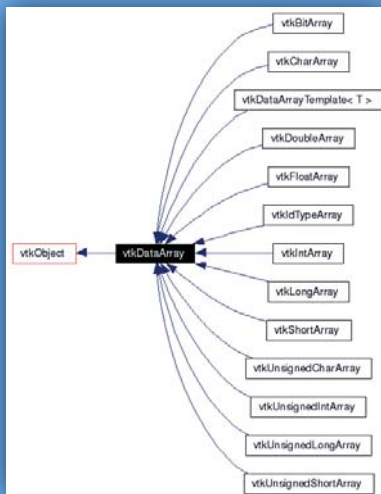 vtkBitArray
vtkCharArray
vtkDataArrayTemplate< T >
vtkDoubleArray
vtkFloatArray
vtkIdTypeArray
vtkObject
vtkDataArray
vtkIntArray
vtkLongArray
vtkShortArray
vtkUnsignedCharArray
vtkUnsignedIntArray
vtkUnsignedLongArray
vtkUnsignedShortArray